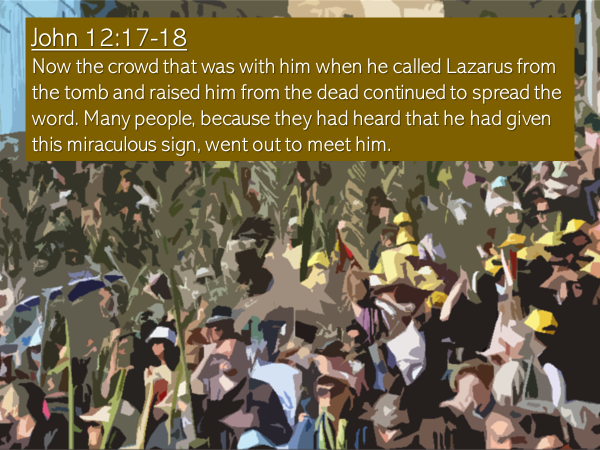 John 12:17-18
Now the crowd that was with him when he called Lazarus from
the tomb and raised him from the dead continued to spread the
word. Many people, because they had heard that he had given
this miraculous sign, went out to meet him.